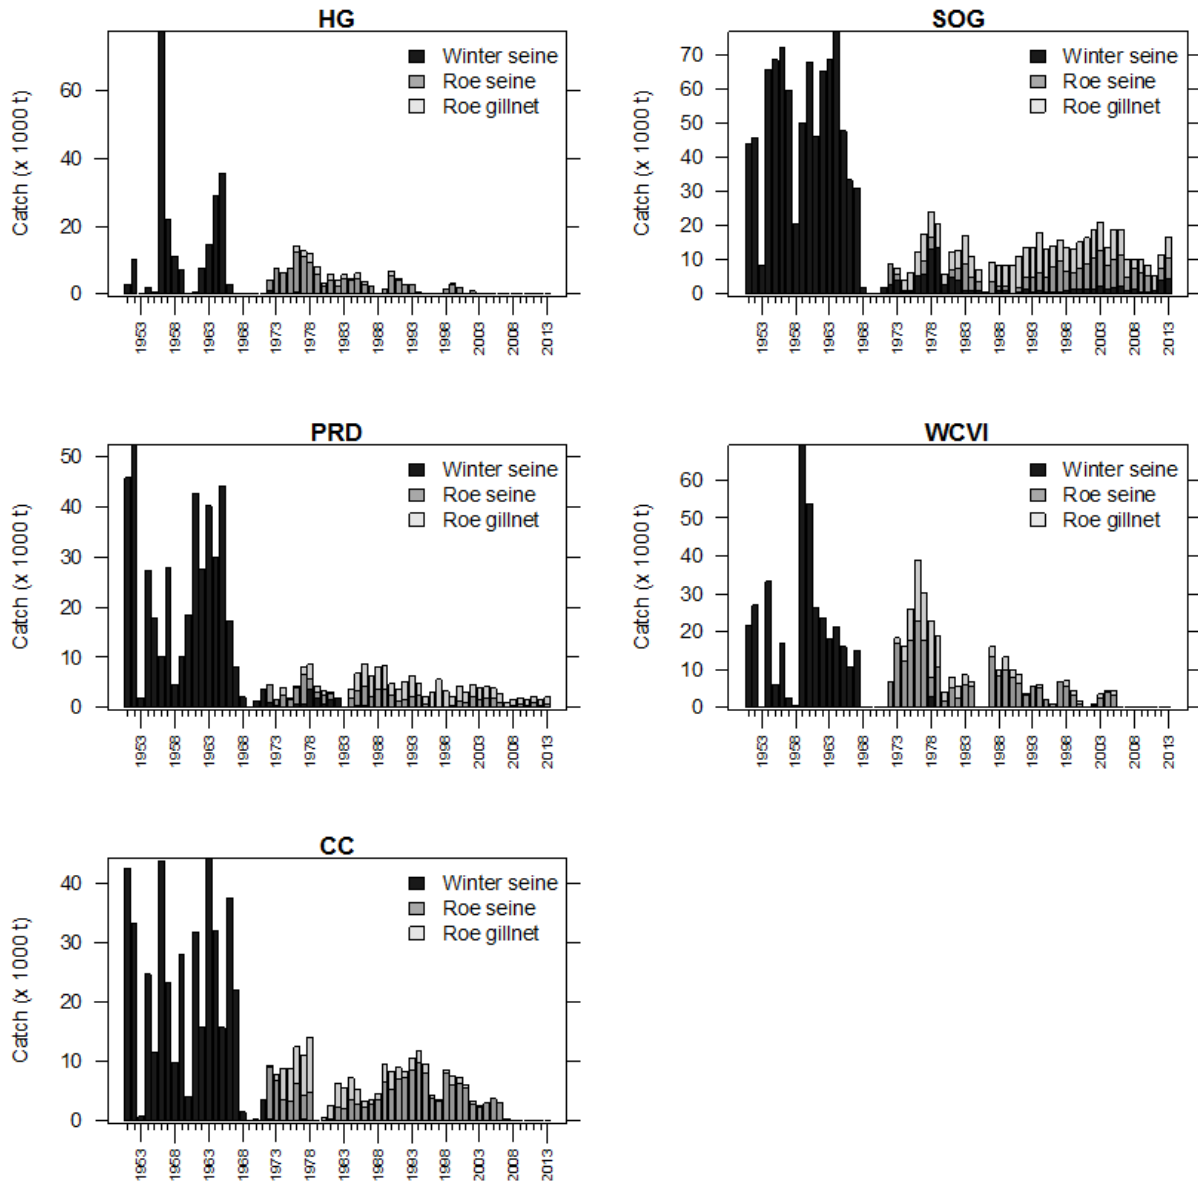 HG
Catch (x 1000 t)
60
40
20
0
Winter seine
Roe seine
Roe gillnet
1953 1958 1963 1968 1973 1978 1983 1988 1993 1998 2003 2008 2013
SOG
Catch (x 1000 t)
70
60
50
40
30
20
10
0
Winter seine
Roe seine
Roe gillnet
1953 1958 1963 1968 1973 1978 1983 1988 1993 1998 2003 2008 2013
PRD
Catch (x 1000 t)
50
40
30
20
10
0
Winter seine
Roe seine
Roe gillnet
1953 1958 1963 1968 1973 1978 1983 1988 1993 1998 2003 2008 2013
WCVI
Catch (x 1000 t)
60
50
40
30
20
10
0
Winter seine
Roe seine
Roe gillnet
1953 1958 1963 1968 1973 1978 1983 1988 1993 1998 2003 2008 2013
CC
Catch (x 1000 t)
40
30
20
10
0
Winter seine
Roe seine
Roe gillnet
1953 1958 1963 1968 1973 1978 1983 1988 1993 1998 2003 2008 2013